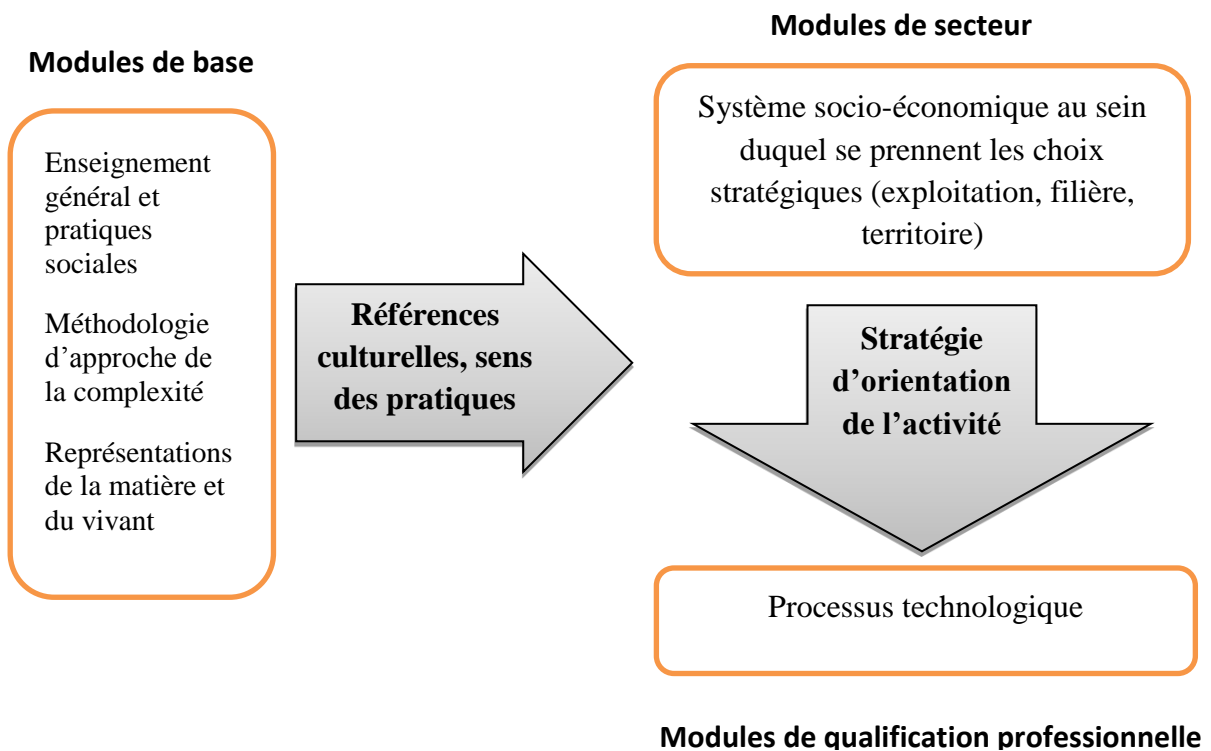 Modules de base
Enseignement
général et
pratiques
sociales
Méthodologie
d’approche de
la complexité
Représentations
de la matière et
du vivant
Références
culturelles, sens
des pratiques
Modules de secteur
Système socio-économique au sein
duquel se prennent les choix
stratégiques (exploitation, filière,
territoire)
Stratégie
d’orientation
de l’activité
Processus technologique
Modules de qualification professionnelle